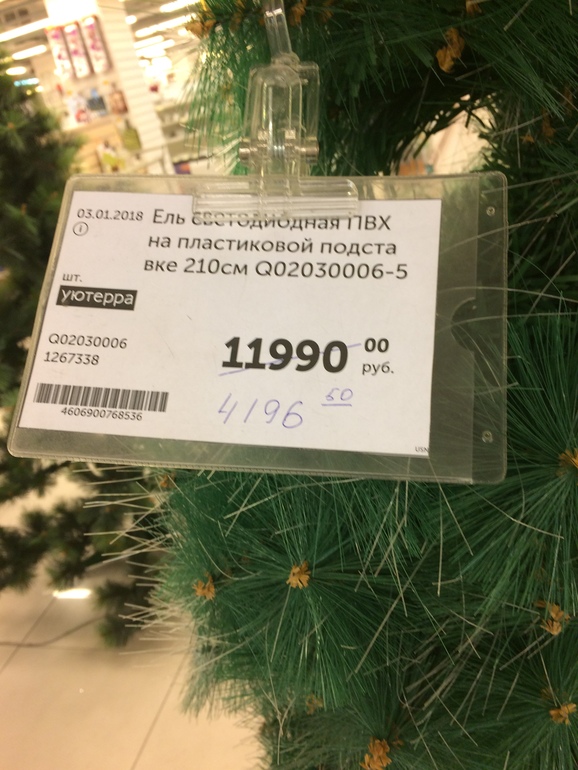 03.01.2018 Ель светодиодная ПВХ
на пластиковой подста
вке 210см Q02030006-5
шт.
уютерра
Q02030006
1267338
11990 00
руб.
4196 50
4606900768536
USN